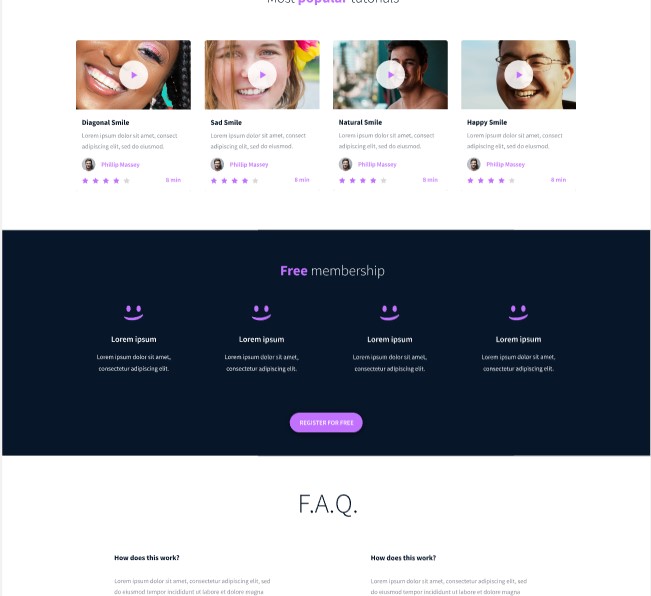 Most popular tutorials
Diagonal Smile
Lorem ipsum dolor sit amet, consect
adipiscing elit, sed do eiusmod.
Phillip Massey
8 min
Sad Smile
Lorem ipsum dolor sit amet, consect
adipiscing elit, sed do eiusmod.
Phillip Massey
8 min
Natural Smile
Lorem ipsum dolor sit amet, consect
adipiscing elit, sed do eiusmod.
Phillip Massey
8 min
Happy Smile
Lorem ipsum dolor sit amet, consect
adipiscing elit, sed do eiusmod.
Phillip Massey
8 min
Free membership
Lorem ipsum
Lorem ipsum dolor sit amet,
consectetur adipiscing elit.
Lorem ipsum
Lorem ipsum dolor sit amet,
consectetur adipiscing elit.
Lorem ipsum
Lorem ipsum dolor sit amet,
consectetur adipiscing elit.
Lorem ipsum
Lorem ipsum dolor sit amet,
consectetur adipiscing elit.
REGISTER FOR FREE
F.A.Q.
How does this work?
Lorem ipsum dolor sit amet, consectetur adipiscing elit, sed
do eiusmod tempor incididunt ut labore et dolore magna
How does this work?
Lorem ipsum dolor sit amet, consectetur adipiscing elit, sed
do eiusmod tempor incididunt ut labore et dolore magna